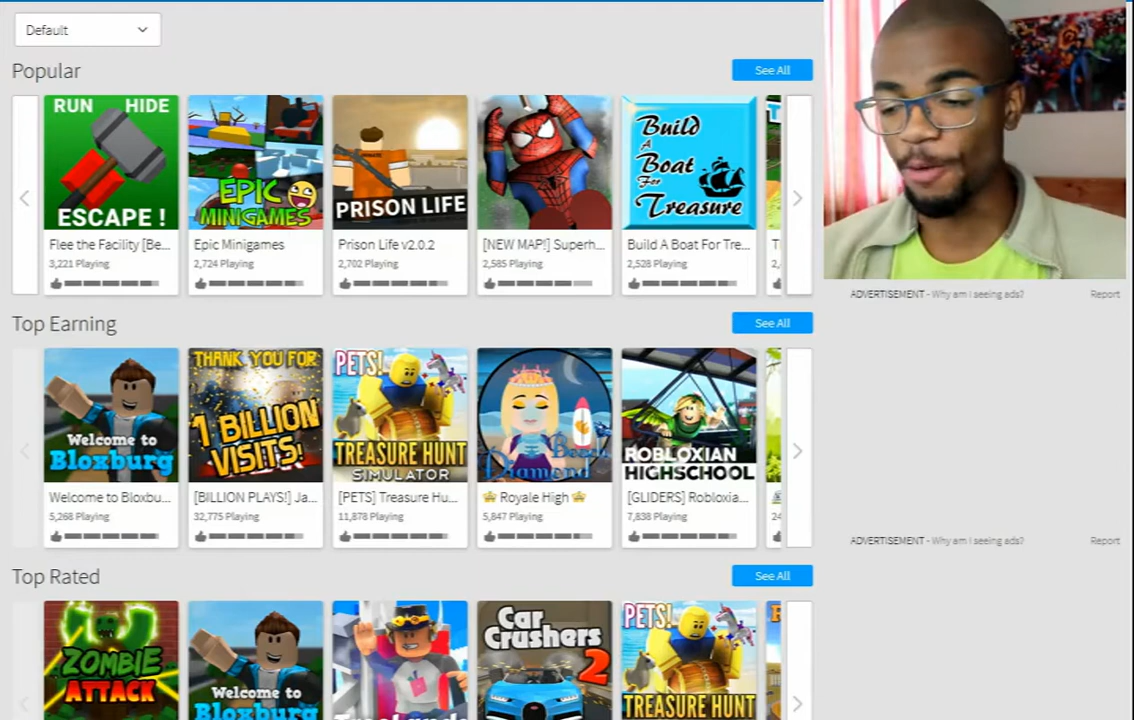 Default
Popular
See All
RUN HIDE
ESCAPE !
EPIC
MINIGAMES
PRISON LIFE
Build
A
Boat
For
Treasure
Flee the Facility [Be...
Epic Minigames
Prison Life v2.0.2
[NEW MAP!] Superh...
Build A Boat For Tre...
3,221 Playing
2,724 Playing
2,702 Playing
2,585 Playing
2,528 Playing
ADVERTISEMENT - Why am I seeing ads?
Report
Top Earning
See All
Welcome to
Bloxburg
THANK YOU FOR
1 BILLION
VISITS!
PETS!
TREASURE HUNT
SIMULATOR
Beach
Diamond
ROBLOXIAN
HIGHSCHOOL
Welcome to Bloxbu...
[BILLION PLAYS!] Ja...
[PETS] Treasure Hu...
Royale High
[GLIDERS] Robloxia...
5,268 Playing
32,775 Playing
11,878 Playing
5,847 Playing
7,838 Playing
24
ADVERTISEMENT - Why am I seeing ads?
Report
Top Rated
See All
ZOMBIE
ATTACK
Welcome to
Bloxburg
Car
Crushers
2
PETS!
TREASURE HUNT